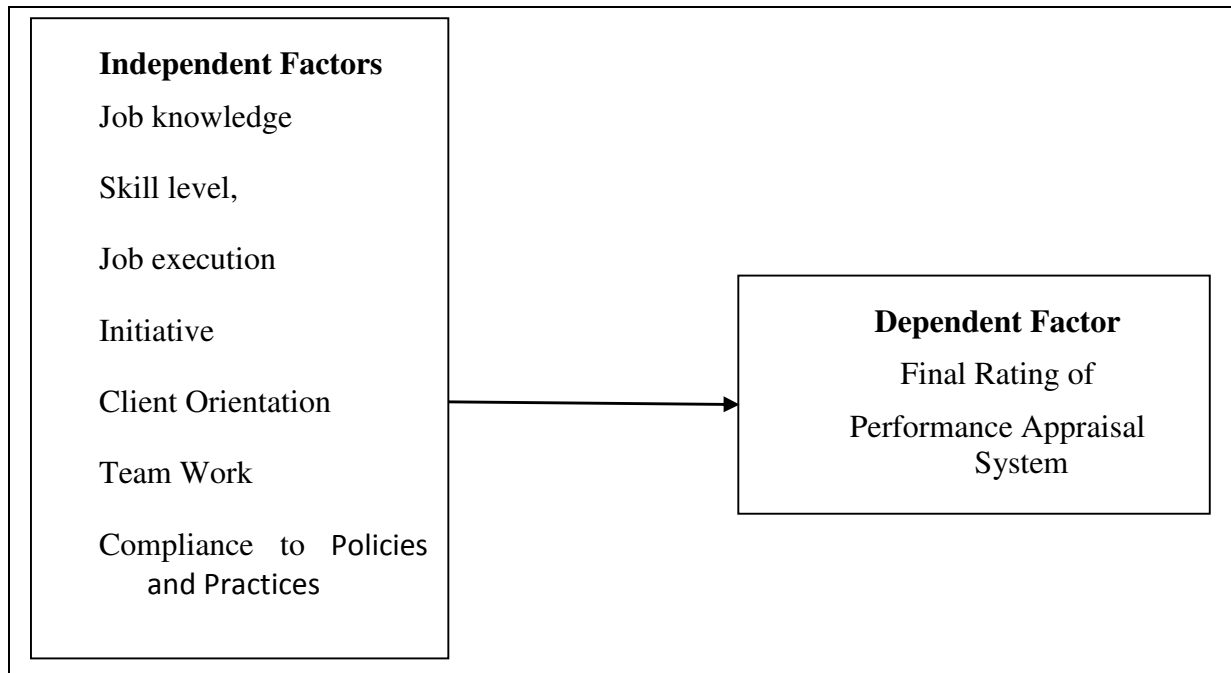 Independent Factors
Job knowledge
Skill level,
Job execution
Initiative
Client Orientation
Team Work
Compliance to Policies
and Practices
Dependent Factor
Final Rating of
Performance Appraisal
System